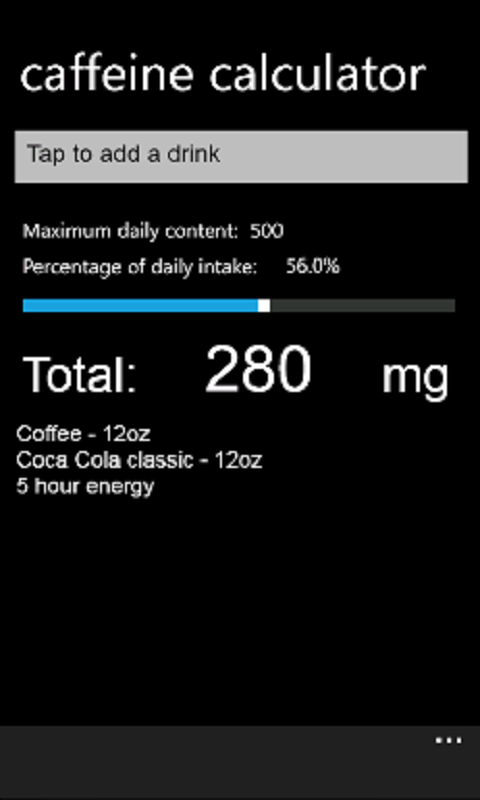 caffeine calculator
Tap to add a drink
Maximum daily content: 500
Percentage of daily intake: 56.0%
Total: 280 mg
Coffee - 12oz
Coca Cola classic - 12oz
5 hour energy